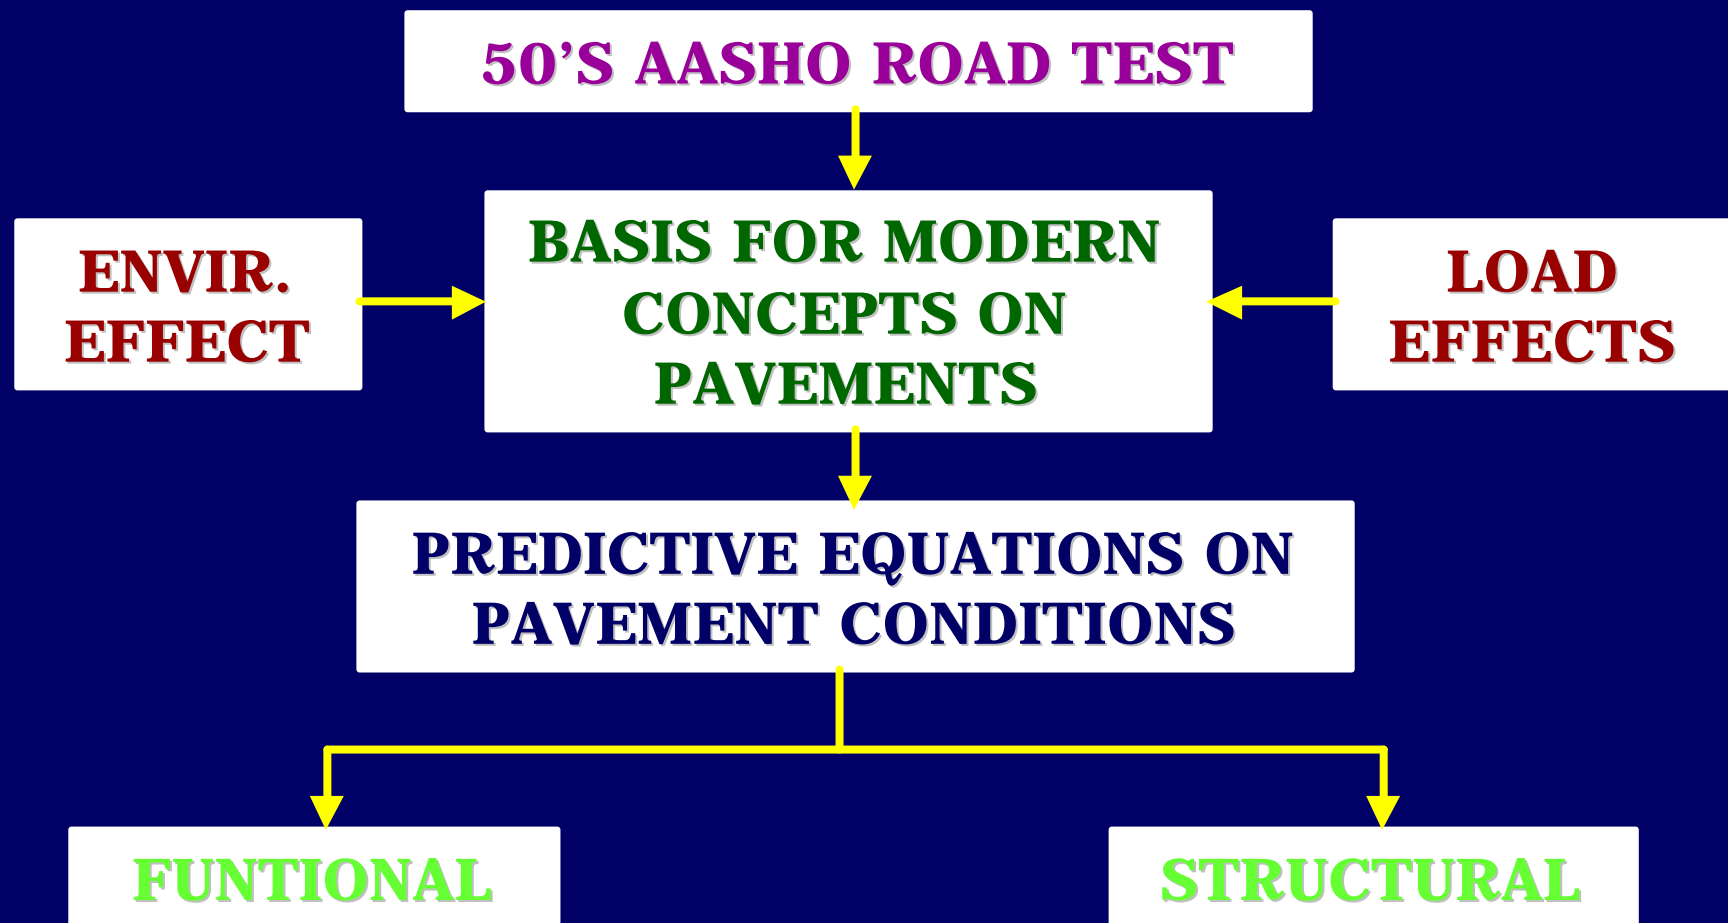 50’S AASHO ROAD TEST
BASIS FOR MODERN
CONCEPTS ON
PAVEMENTS
ENVIR.
EFFECT
LOAD
EFFECTS
PREDICTIVE EQUATIONS ON
PAVEMENT CONDITIONS
FUNTIONAL
STRUCTURAL